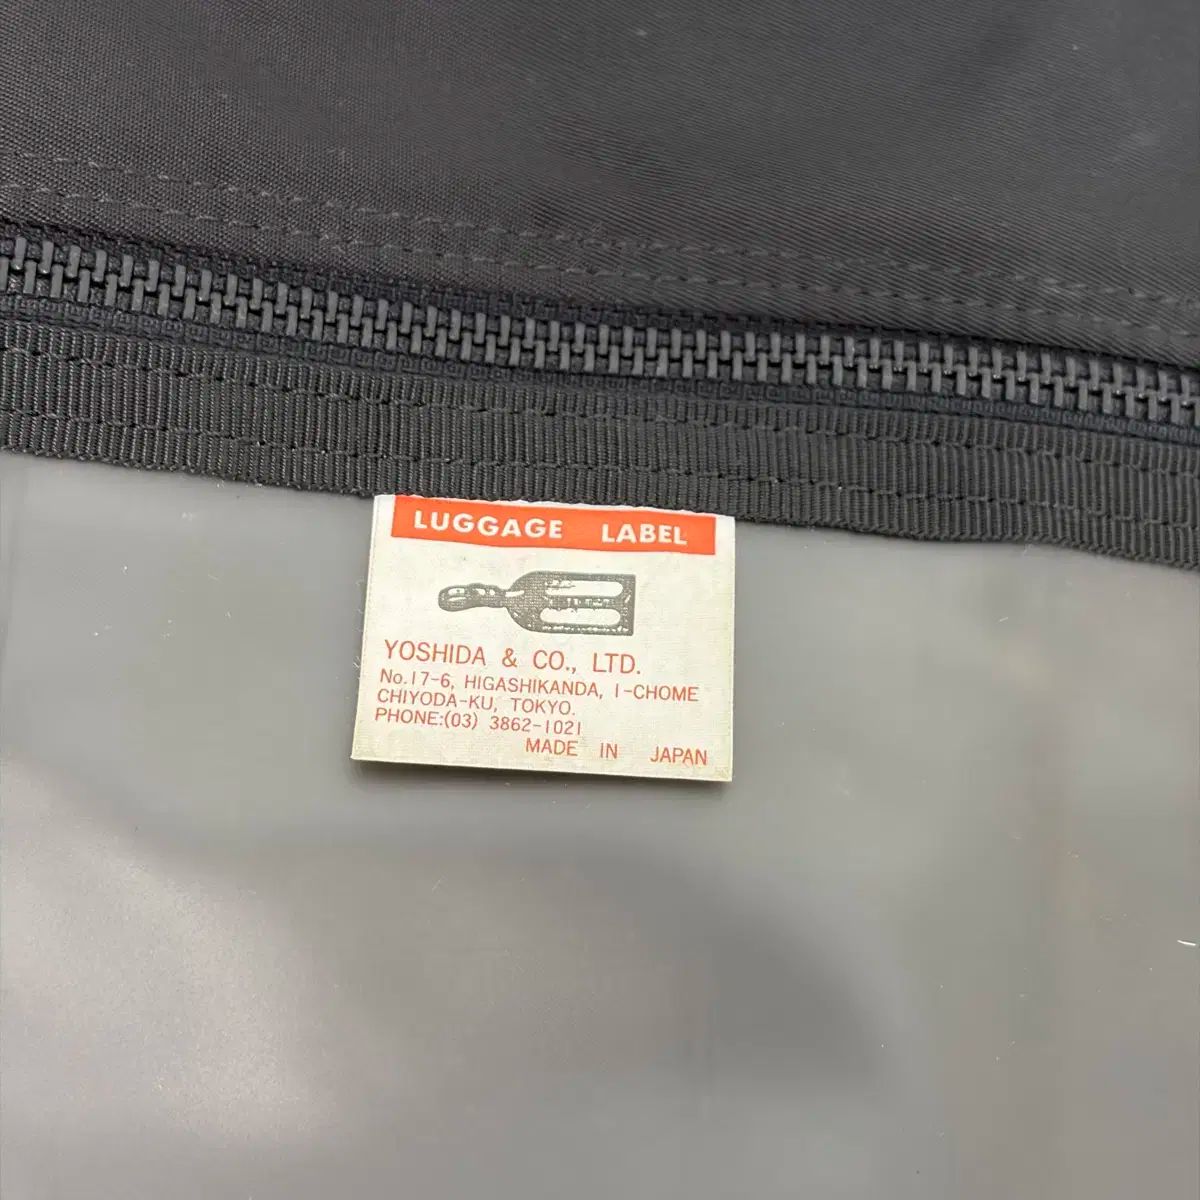 LUGGAGE LABEL
YOSHIDA & CO., LTD.
No.17-6, HIGASHIKANDA, 1-CHOME
CHIYODA-KU, TOKYO.
PHONE:(03) 3862-1021
MADE IN JAPAN